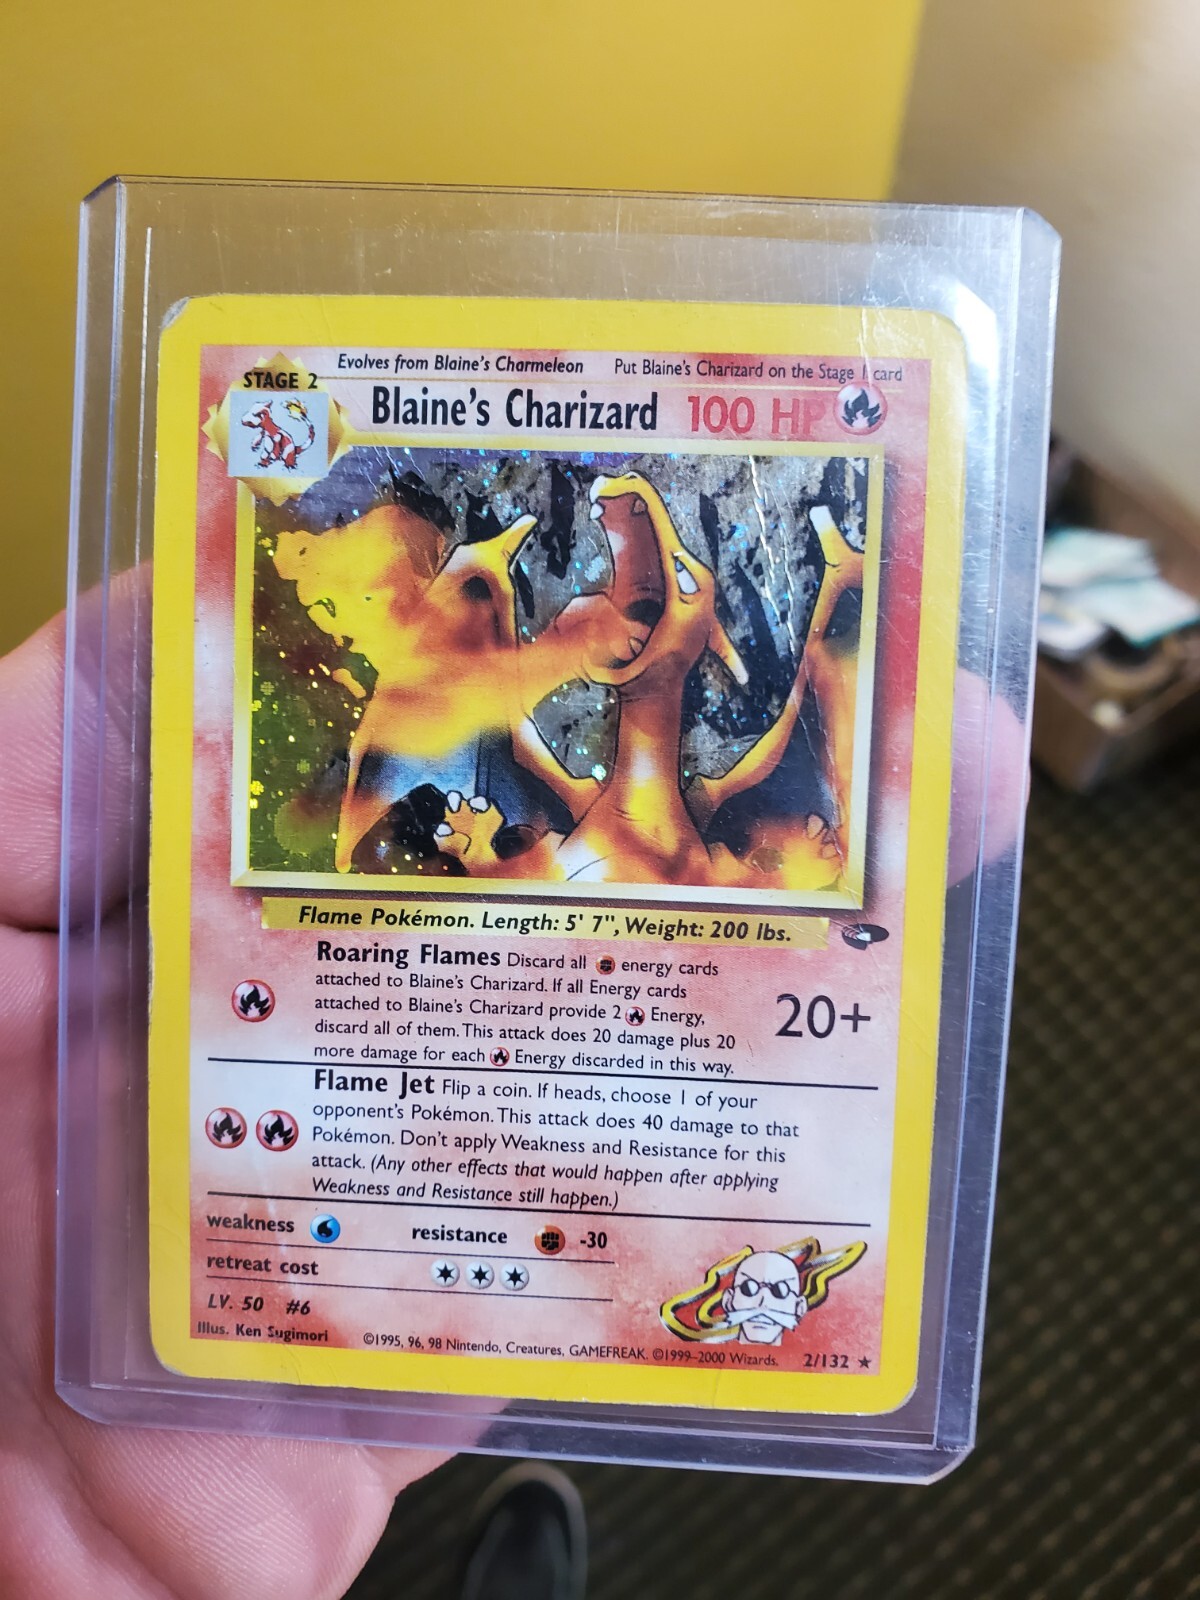 Evolves from Blaine's Charmeleon Put Blaine's Charizard on the Stage 1 card
STAGE 2
Blaine's Charizard 100 HP
Flame Pokémon. Length: 5' 7", Weight: 200 lbs.
Roaring Flames Discard all energy cards
attached to Blaine's Charizard. If all Energy cards
attached to Blaine's Charizard provide 2 Energy,
discard all of them. This attack does 20 damage plus 20
more damage for each Energy discarded in this way.
20+
Flame Jet Flip a coin. If heads, choose 1 of your
opponent's Pokémon. This attack does 40 damage to that
Pokémon. Don't apply Weakness and Resistance for this
attack. (Any other effects that would happen after applying
Weakness and Resistance still happen.)
weakness resistance -30
retreat cost
LV. 50 #6
Illus. Ken Sugimori ©1995, 96, 98 Nintendo, Creatures, GAMEFREAK. ©1999-2000 Wizards. 2/132 ★